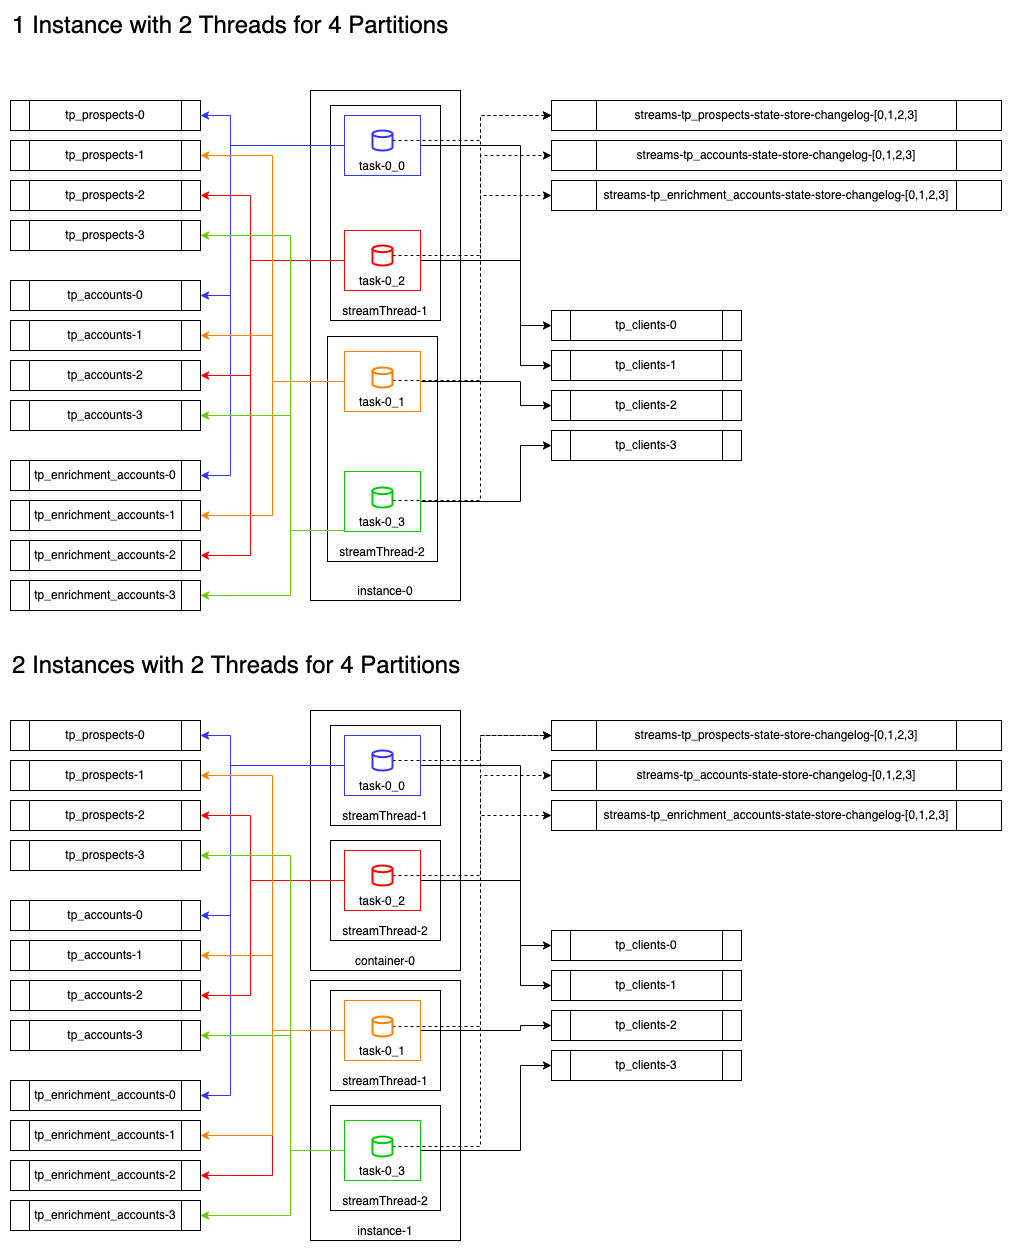 1 Instance with 2 Threads for 4 Partitions
tp_prospects-0
tp_prospects-1
tp_prospects-2
tp_prospects-3
tp_accounts-0
tp_accounts-1
tp_accounts-2
tp_accounts-3
tp_enrichment_accounts-0
tp_enrichment_accounts-1
tp_enrichment_accounts-2
tp_enrichment_accounts-3
task-0_0
task-0_2
streamThread-1
task-0_1
task-0_3
streamThread-2
instance-0
streams-tp_prospects-state-store-changelog-[0,1,2,3]
streams-tp_accounts-state-store-changelog-[0,1,2,3]
streams-tp_enrichment_accounts-state-store-changelog-[0,1,2,3]
tp_clients-0
tp_clients-1
tp_clients-2
tp_clients-3
2 Instances with 2 Threads for 4 Partitions
tp_prospects-0
tp_prospects-1
tp_prospects-2
tp_prospects-3
tp_accounts-0
tp_accounts-1
tp_accounts-2
tp_accounts-3
tp_enrichment_accounts-0
tp_enrichment_accounts-1
tp_enrichment_accounts-2
tp_enrichment_accounts-3
task-0_0
streamThread-1
task-0_2
streamThread-2
container-0
task-0_1
streamThread-1
task-0_3
streamThread-2
instance-1
streams-tp_prospects-state-store-changelog-[0,1,2,3]
streams-tp_accounts-state-store-changelog-[0,1,2,3]
streams-tp_enrichment_accounts-state-store-changelog-[0,1,2,3]
tp_clients-0
tp_clients-1
tp_clients-2
tp_clients-3